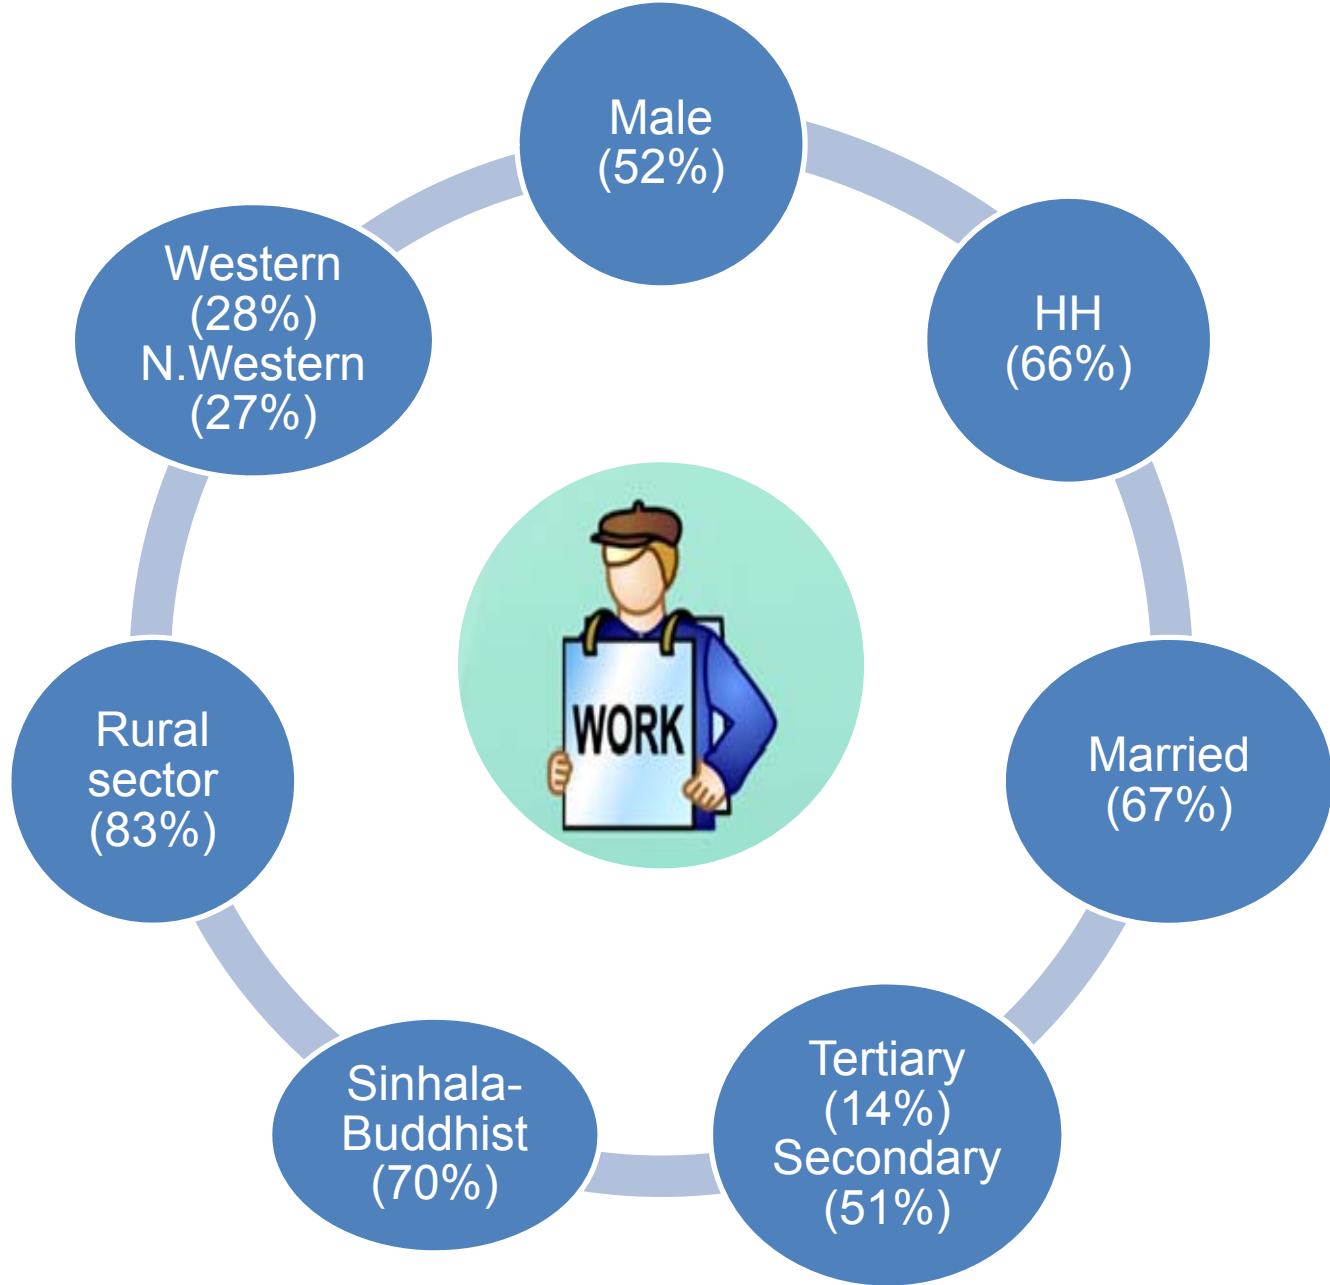 Male
(52%)
HH
(66%)
Married
(67%)
Tertiary
(14%)
Secondary
(51%)
Sinhala-
Buddhist
(70%)
Rural
sector
(83%)
Western
(28%)
N.Western
(27%)
WORK